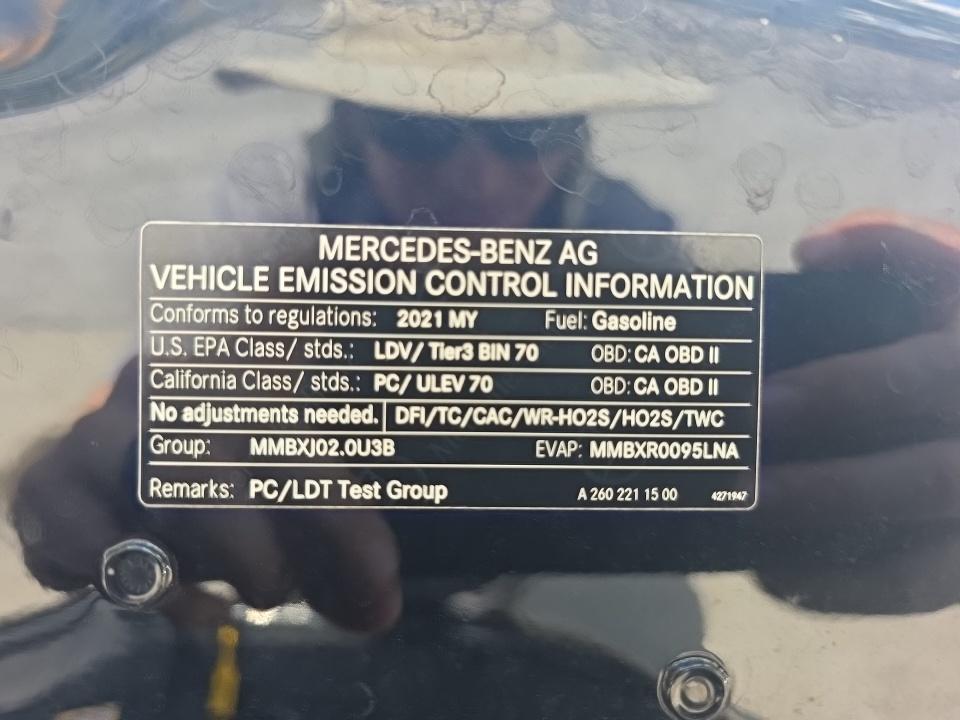 MERCEDES-BENZ AG
VEHICLE EMISSION CONTROL INFORMATION
Conforms to regulations: 2021 MY Fuel: Gasoline
U.S. EPA Class/ stds.: LDV/ Tier3 BIN 70 OBD: CA OBD II
California Class/ stds.: PC/ ULEV 70 OBD: CA OBD II
No adjustments needed. DFI/TC/CAC/WR-HO2S/HO2S/TWC
Group: MMBXJ02.0U3B EVAP: MMBXR0095LNA
Remarks: PC/LDT Test Group A 260 221 15 00 4271947